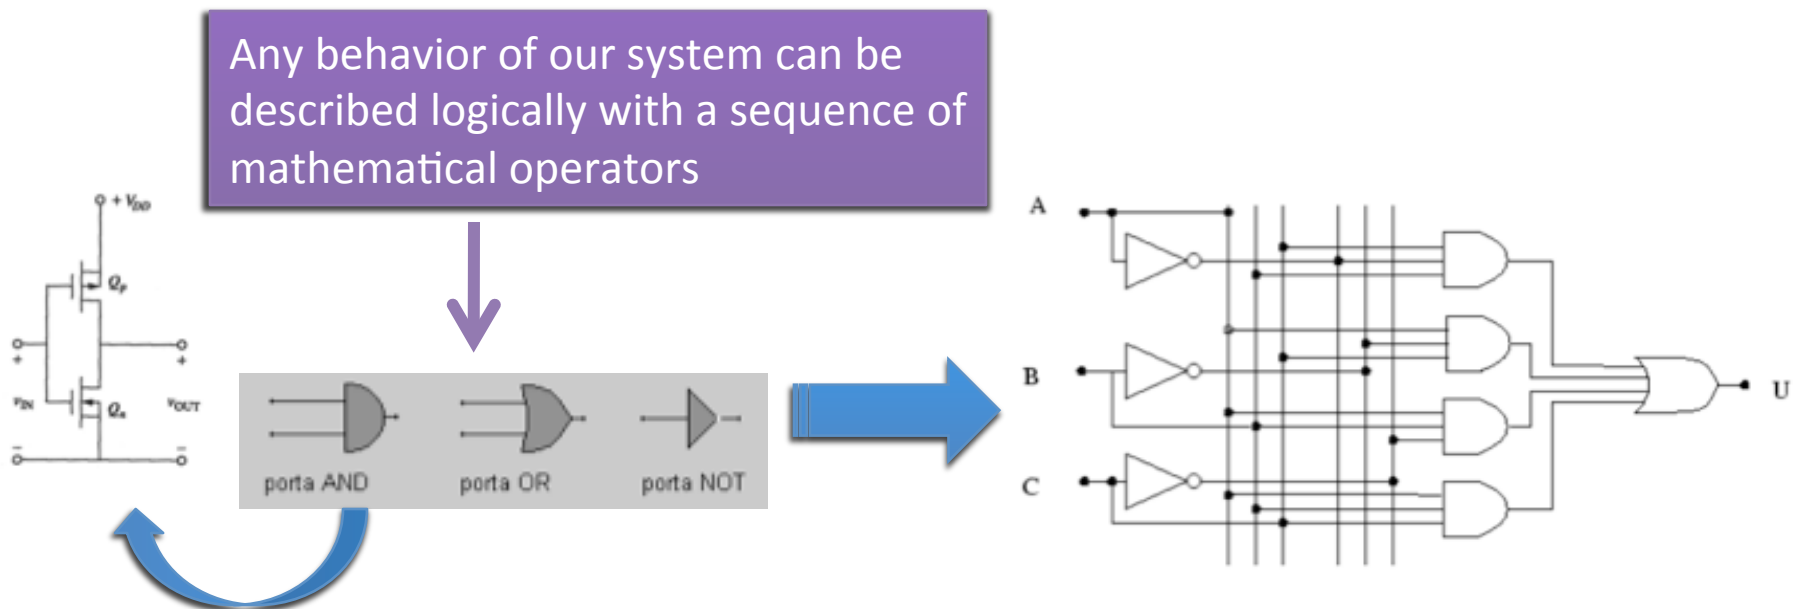 Any behavior of our system can be
described logically with a sequence of
mathematical operators
+ V_DD
Q_p
+
+
v_IN
Q_n
v_OUT
−
−
porta AND
porta OR
porta NOT
A
B
C
U